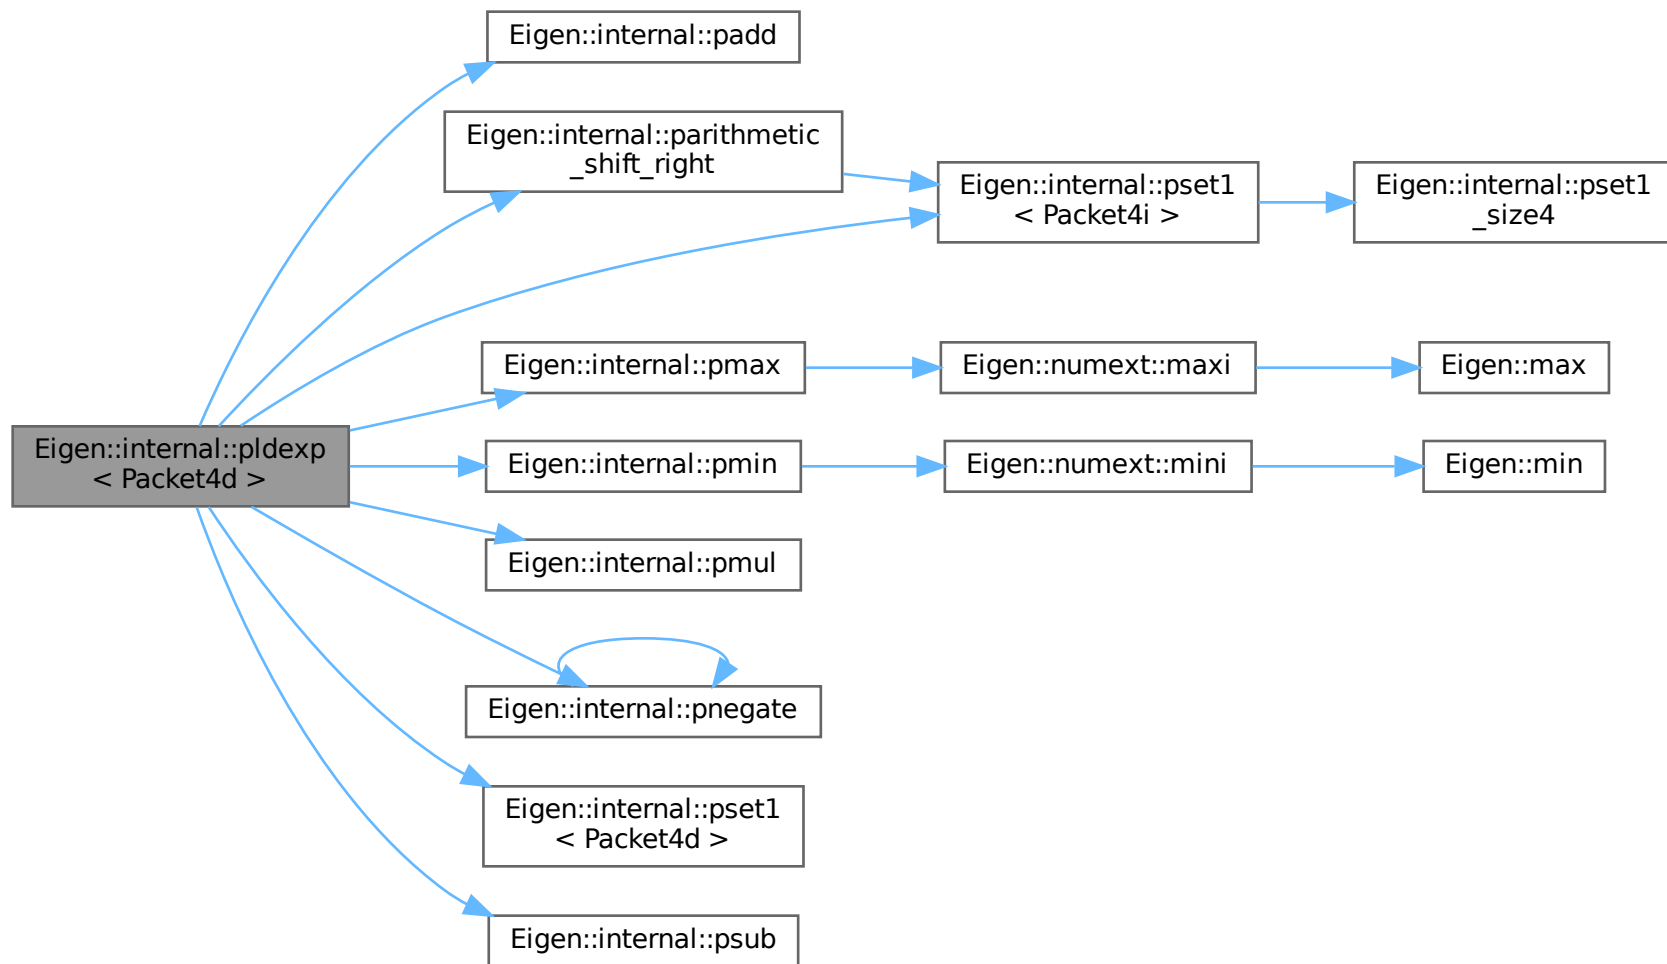 Eigen::internal::padd
Eigen::internal::parithmetic
_shift_right
Eigen::internal::pset1
< Packet4i >
Eigen::internal::pset1
_size4
Eigen::internal::pmax
Eigen::numext::maxi
Eigen::max
Eigen::internal::pldexp
< Packet4d >
Eigen::internal::pmin
Eigen::numext::mini
Eigen::min
Eigen::internal::pmul
Eigen::internal::pnegate
Eigen::internal::pset1
< Packet4d >
Eigen::internal::psub